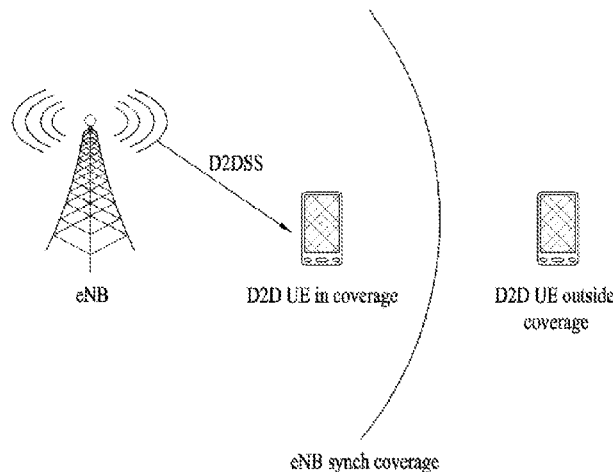 D2DSS
eNB
D2D UE in coverage
D2D UE outside
coverage
eNB synch coverage